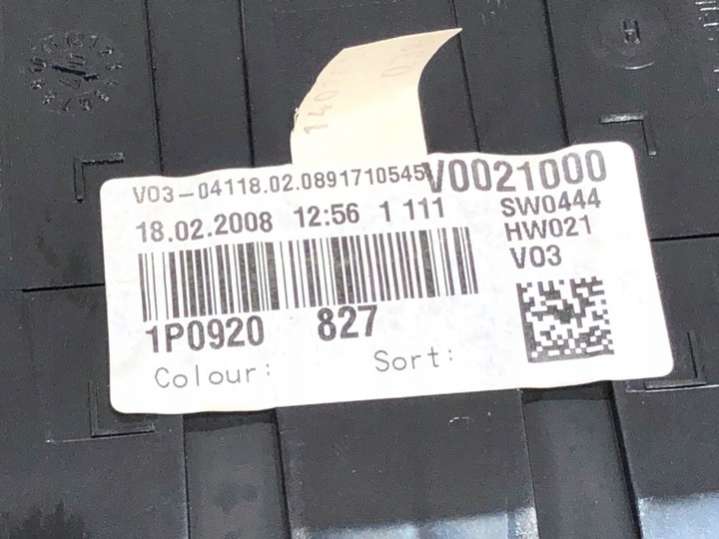 V03-04118.02.0891710545 V0021000
18.02.2008 12:56 1 111 SW0444
HW021
V03
1P0920 827
Colour: Sort:
H